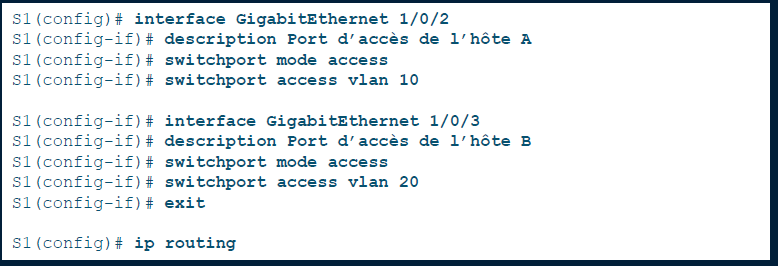 S1(config)# interface GigabitEthernet 1/0/2
S1(config-if)# description Port d’accès de l’hôte A
S1(config-if)# switchport mode access
S1(config-if)# switchport access vlan 10
S1(config-if)# interface GigabitEthernet 1/0/3
S1(config-if)# description Port d’accès de l’hôte B
S1(config-if)# switchport mode access
S1(config-if)# switchport access vlan 20
S1(config-if)# exit
S1(config)# ip routing